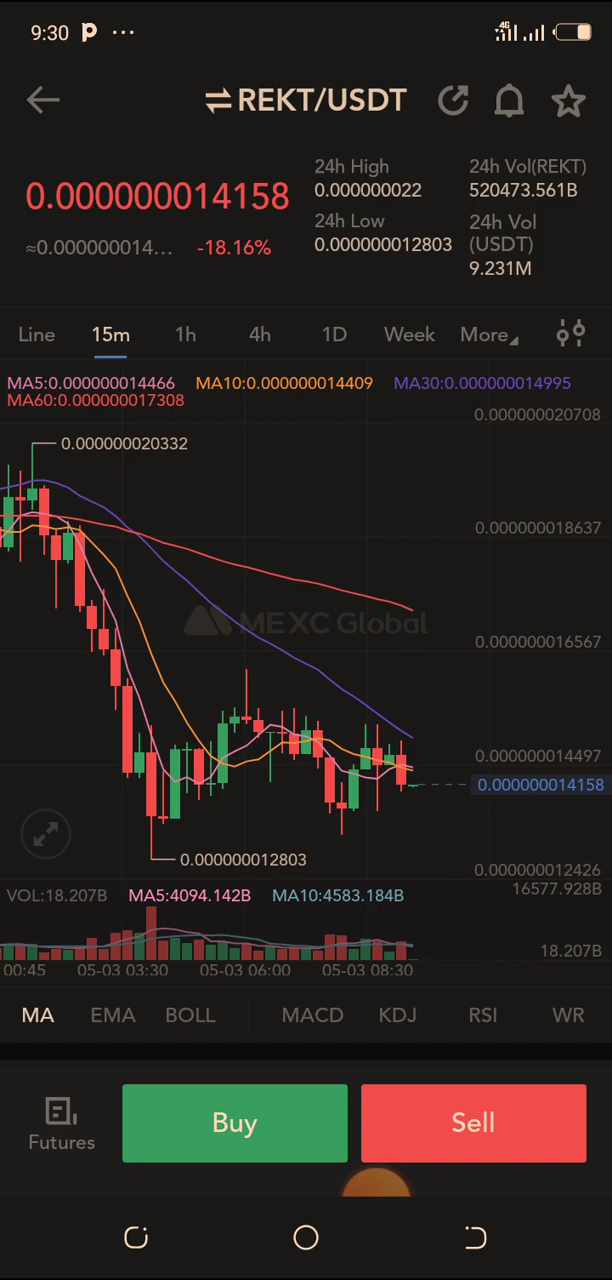 9:30
4G
REKT/USDT
0.000000014158
≈0.000000014... -18.16%
24h High
0.000000022
24h Low
0.000000012803
24h Vol(REKT)
520473.561B
24h Vol
(USDT)
9.231M
Line 15m 1h 4h 1D Week More
MA5:0.000000014466 MA10:0.000000014409 MA30:0.000000014995
MA60:0.000000017308
0.000000020708
0.000000020332
0.000000018637
MEXC Global
0.000000016567
0.000000014497
0.000000014158
0.000000012803
0.000000012426
VOL:18.207B MA5:4094.142B MA10:4583.184B
16577.928B
18.207B
00:45 05-03 03:30 05-03 06:00 05-03 08:30
MA EMA BOLL MACD KDJ RSI WR
Futures
Buy
Sell